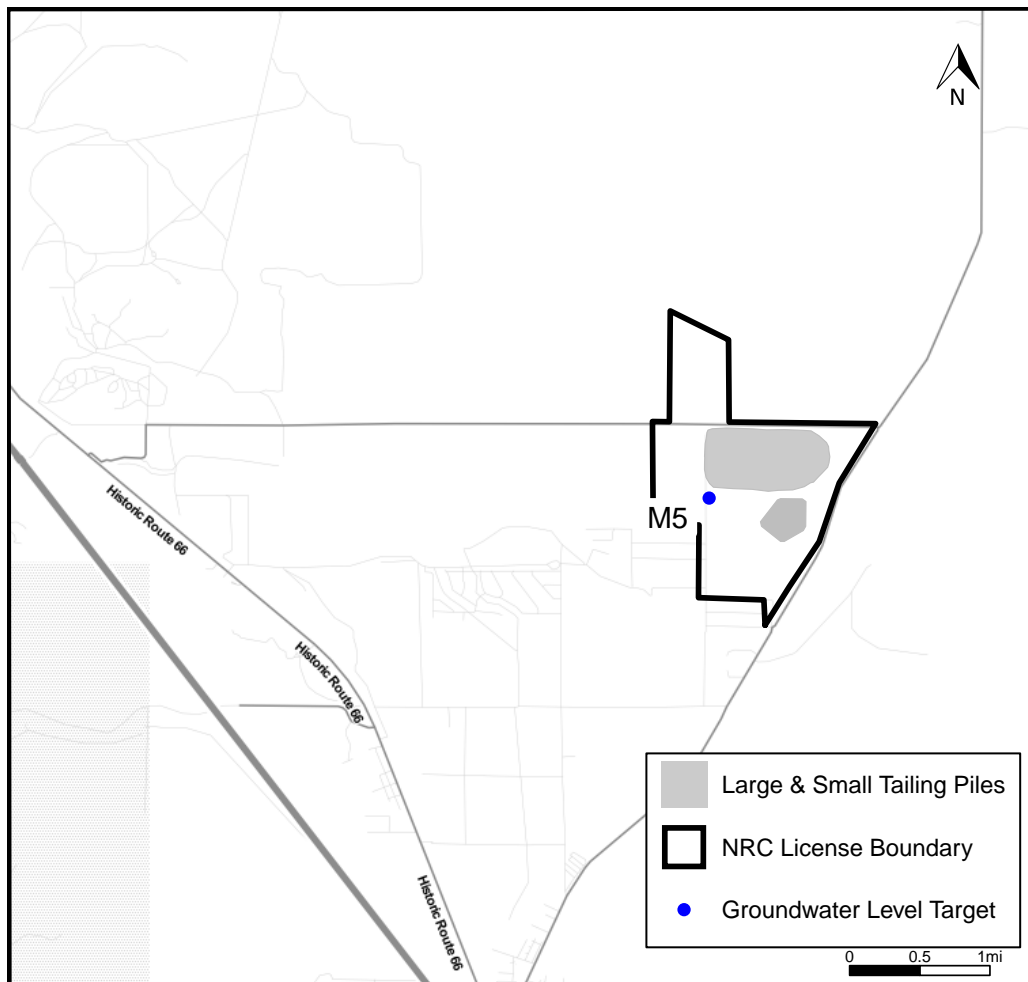 N
M5
Historic Route 66
Historic Route 66
Historic Route 66
Large & Small Tailing Piles
NRC License Boundary
Groundwater Level Target
0 0.5 1mi